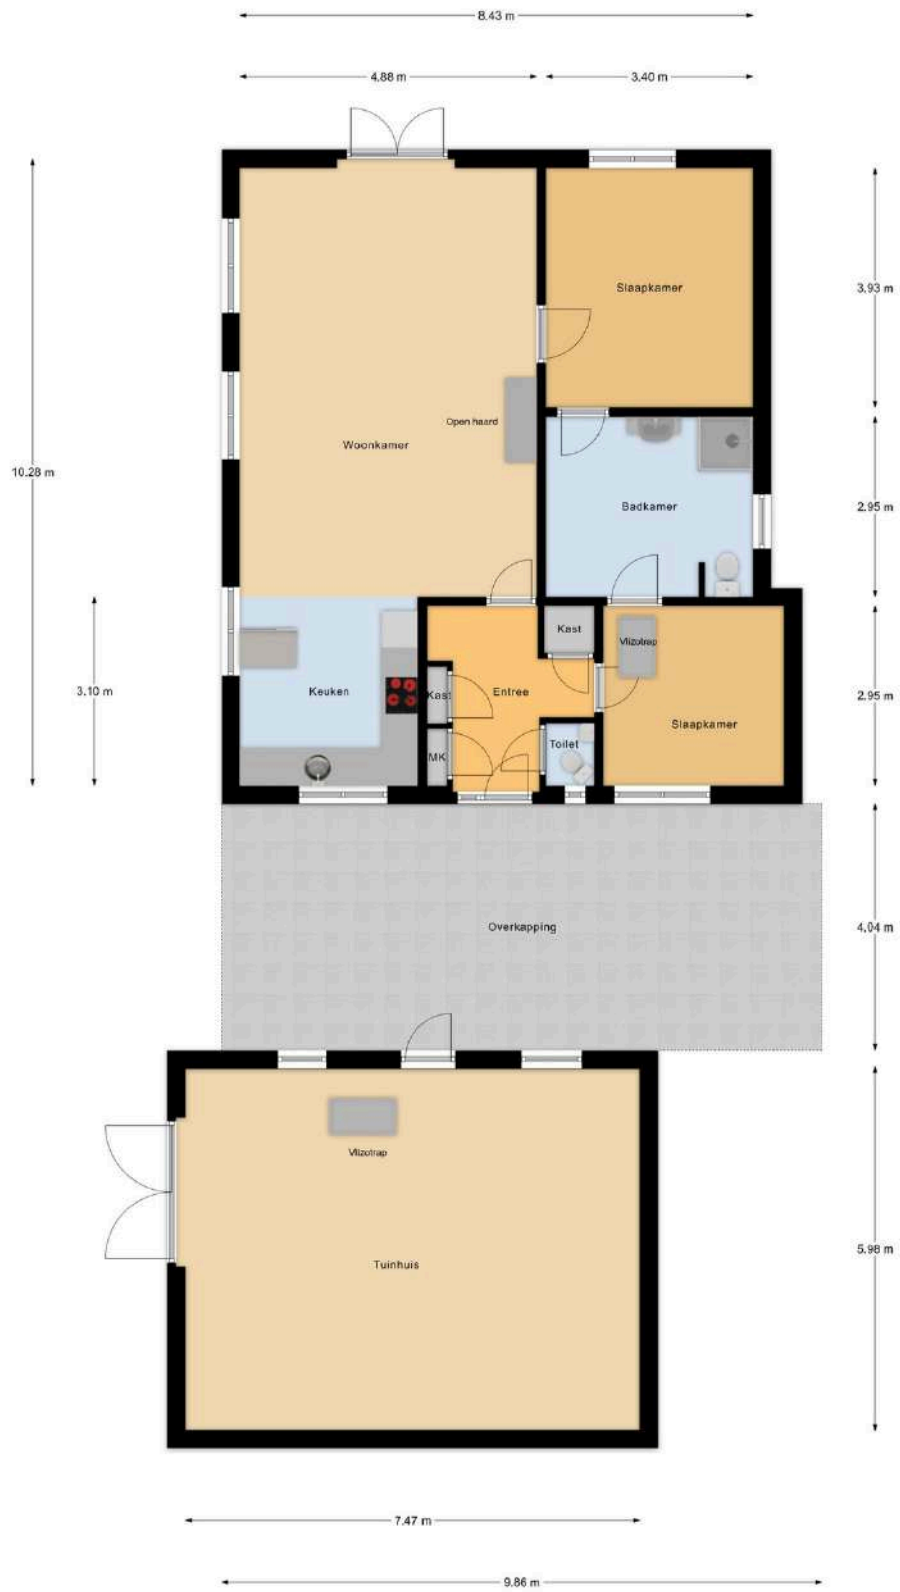 8.43 m
4.88 m
3.40 m
Slaapkamer
3.93 m
Open haard
Woonkamer
10.28 m
Badkamer
2.95 m
Kast
Vlizotrap
Keuken
Kast
Entree
3.10 m
2.95 m
Slaapkamer
Toilet
MK
Overkapping
4.04 m
Vlizotrap
5.98 m
Tuinhuis
7.47 m
9.86 m